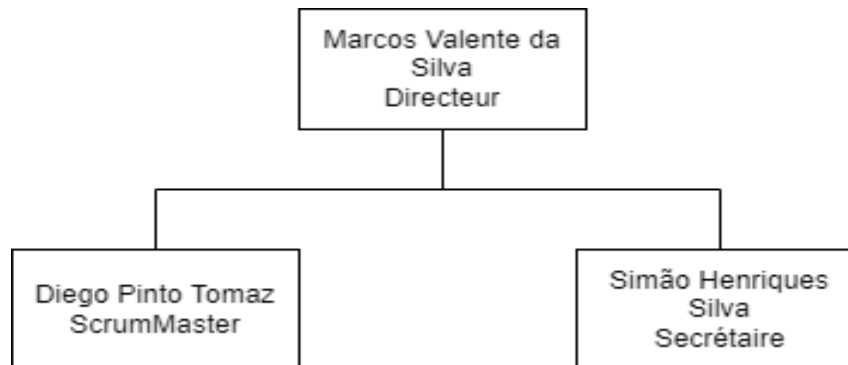 Marcos Valente da
Silva
Directeur
Diego Pinto Tomaz
ScrumMaster
Simão Henriques
Silva
Secrétaire